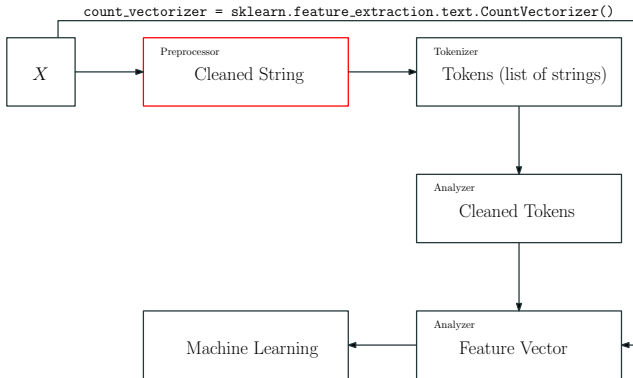 count_vectorizer = sklearn.feature_extraction.text.CountVectorizer()
X
Preprocessor
Cleaned String
Tokenizer
Tokens (list of strings)
Analyzer
Cleaned Tokens
Machine Learning
Analyzer
Feature Vector